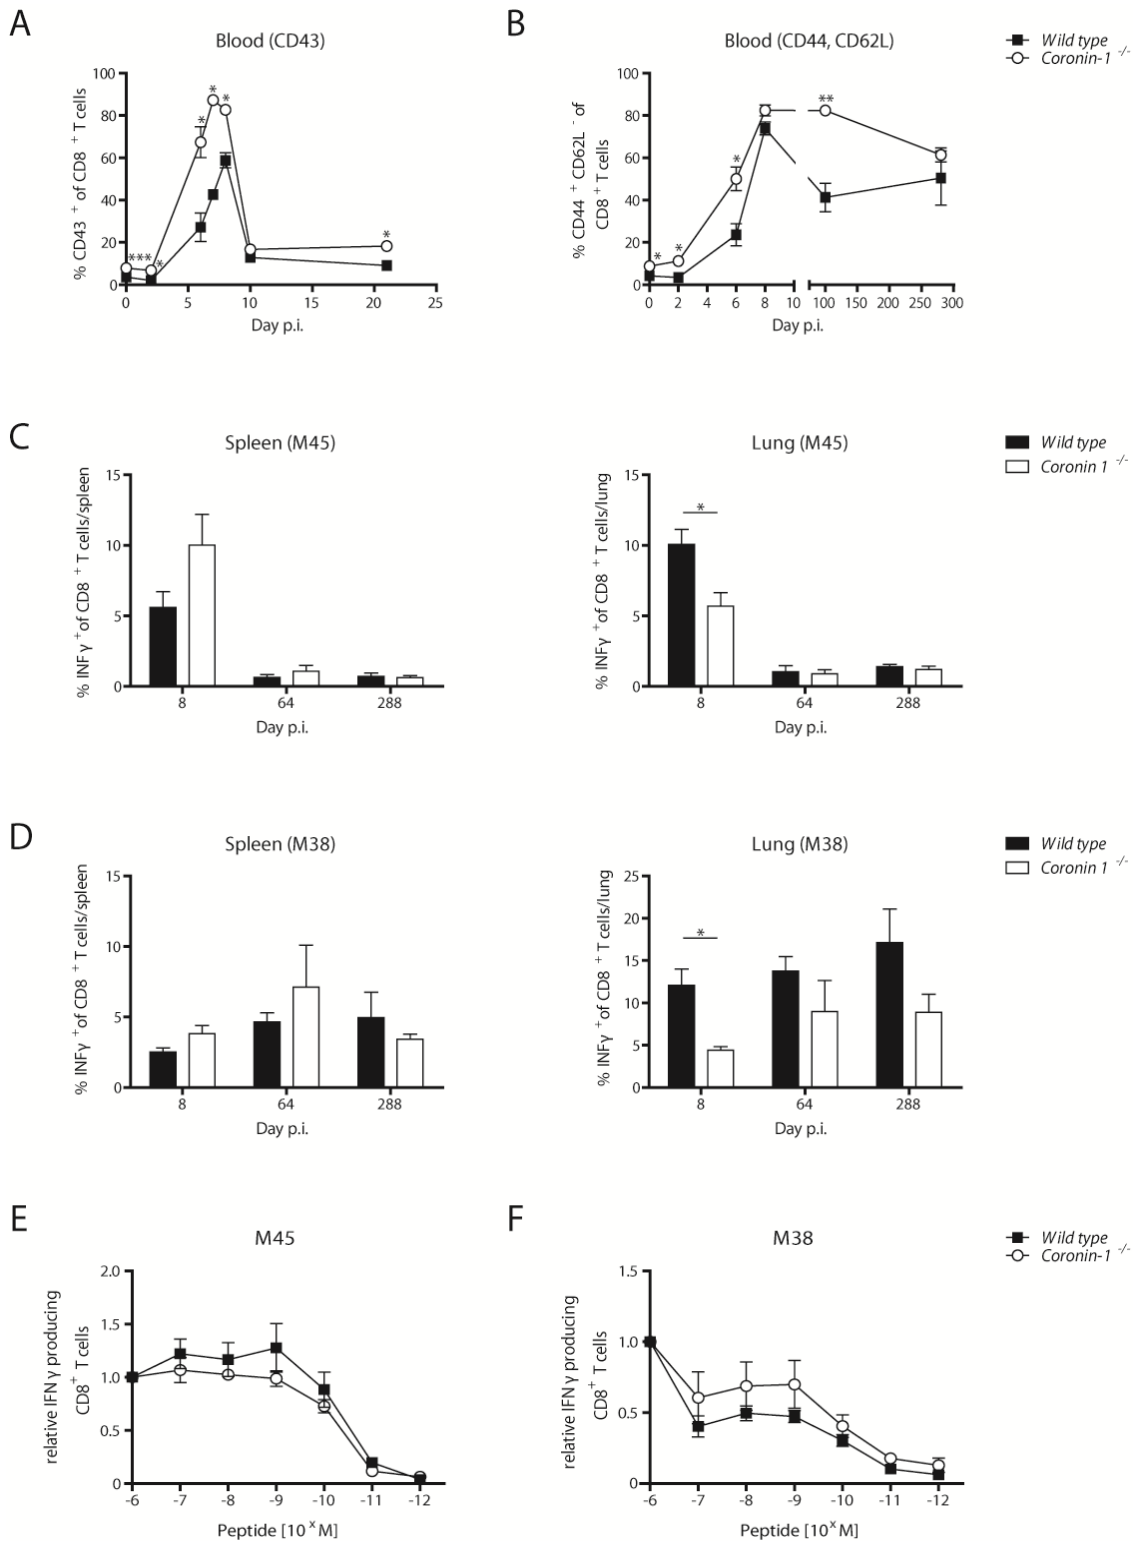 A
Blood (CD43)
% CD43 + of CD8 + T cells
100
80
60
40
20
0
*** * * * * *
0 5 10 15 20 25
Day p.i.
B
Blood (CD44, CD62L)
% CD44 + CD62L - of
CD8 + T cells
100
80
60
40
20
0
* * * **
0 2 4 6 8 10 100 150 200 250 300
Day p.i.
Wild type
Coronin-1 -/-
C
Spleen (M45)
% INFγ + of CD8 + T cells/spleen
15
10
5
0
8 64 288
Day p.i.
Lung (M45)
% INFγ + of CD8 + T cells/lung
15
10
5
0
*
8 64 288
Day p.i.
Wild type
Coronin 1 -/-
D
Spleen (M38)
% INFγ + of CD8 + T cells/spleen
15
10
5
0
8 64 288
Day p.i.
Lung (M38)
% INFγ + of CD8 + T cells/lung
25
20
15
10
5
0
*
8 64 288
Day p.i.
Wild type
Coronin 1 -/-
E
M45
relative IFNγ producing
CD8+ T cells
2.0
1.5
1.0
0.5
0
-6 -7 -8 -9 -10 -11 -12
Peptide [10 x M]
F
M38
relative IFNγ producing
CD8+ T cells
1.5
1.0
0.5
0
-6 -7 -8 -9 -10 -11 -12
Peptide [10 x M]
Wild type
Coronin-1 -/-